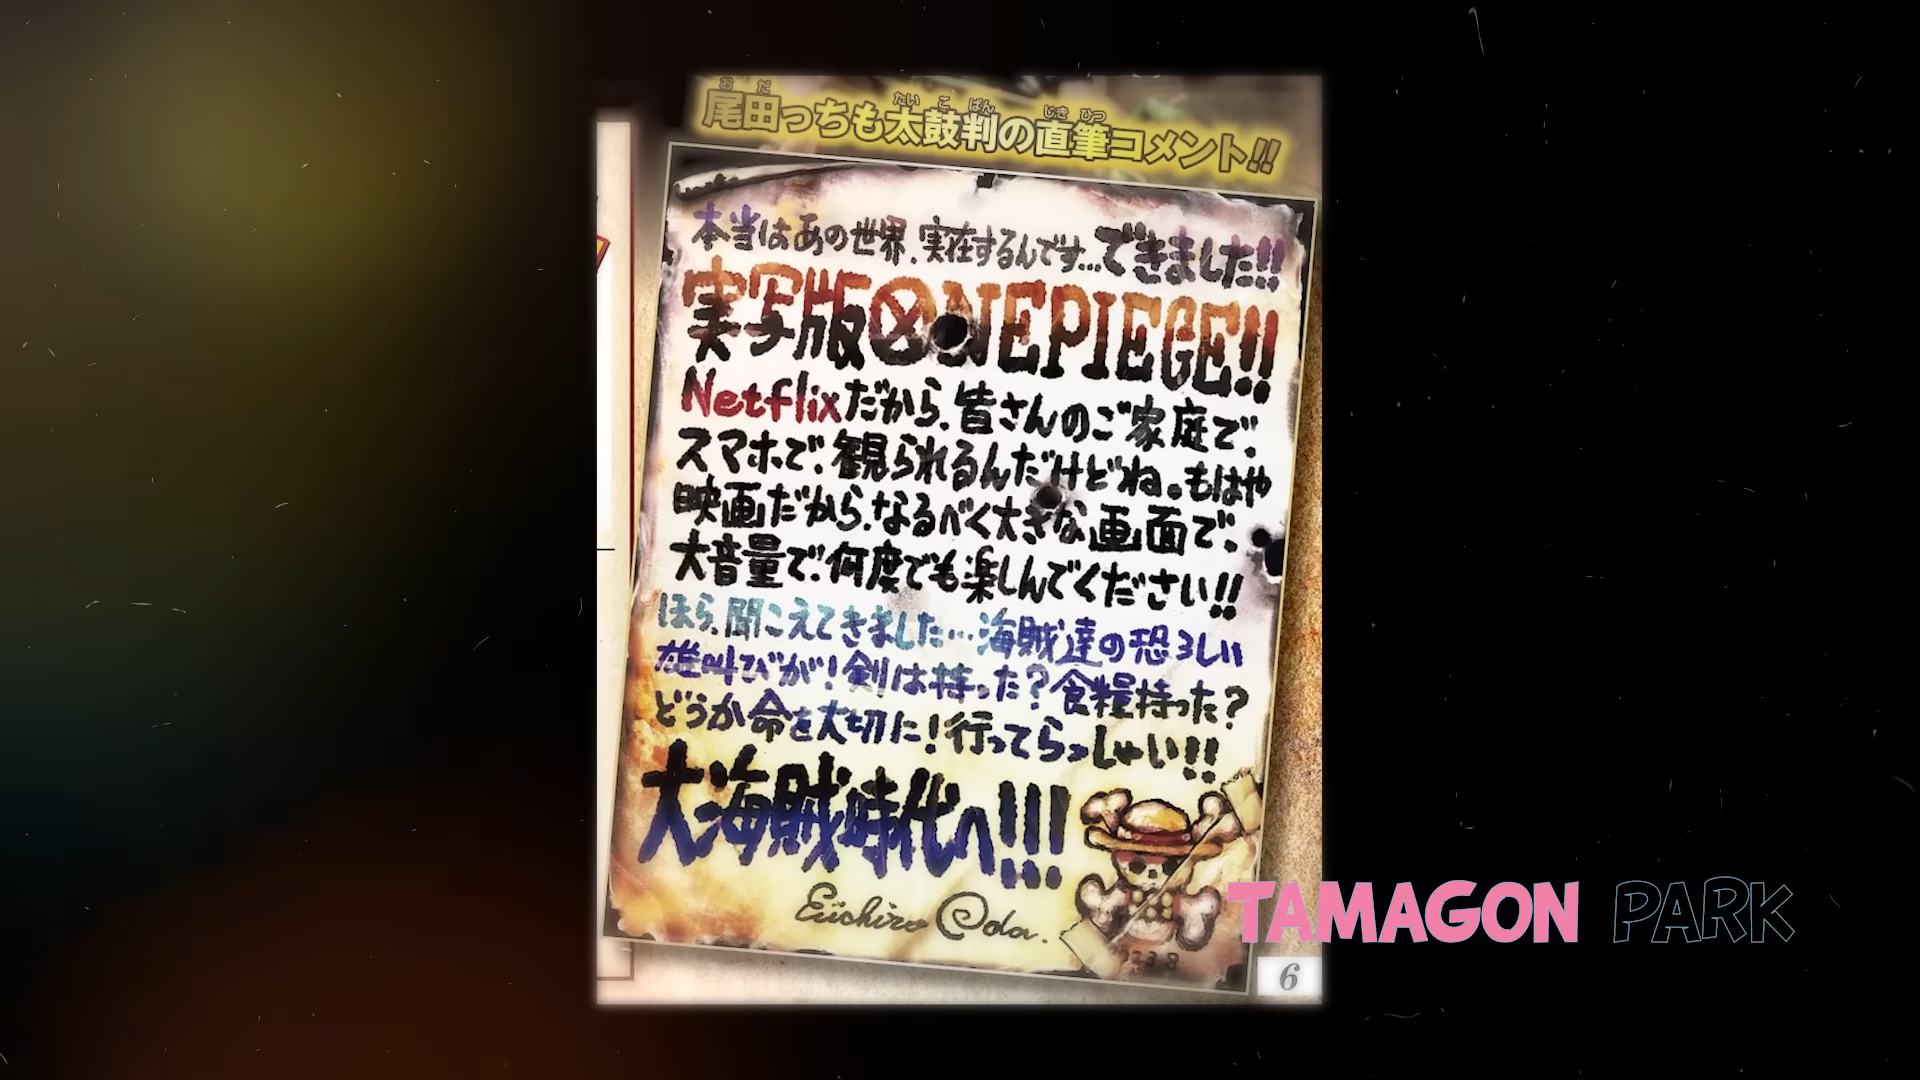 尾田っちも太鼓判の直筆コメント!!
本当はあの世界、実在するんです…できました!!
実写版ONE PIECE!!
Netflixだから、皆さんのご家庭で、
スマホで、観られるんだけどね。もはや
映画だから、なるべく大きな画面で、
大音量で、何度でも楽しんでください!!
ほら、聞こえてきました…海賊達の恐ろしい
雄叫びが!剣は持った?食糧持った?
どうか命を大切に!行ってらっしゃい!!
大海賊時代へ!!!
Eiichiro Oda.
TAMAGON PARK
6